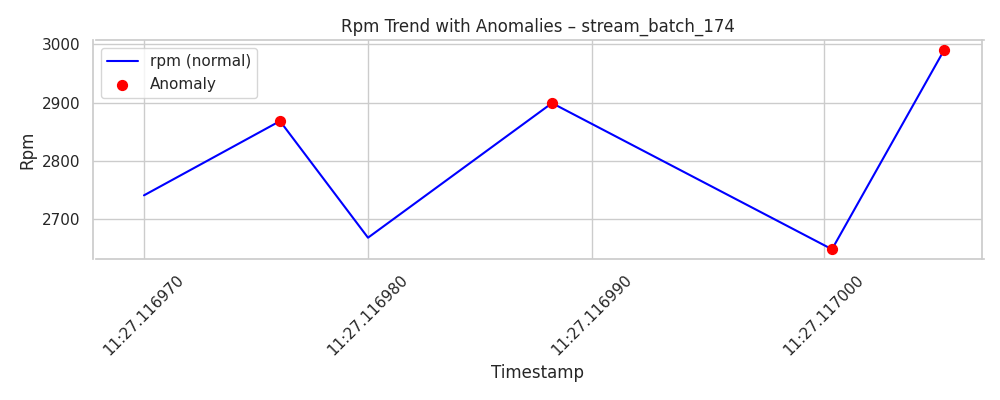 Rpm Trend with Anomalies – stream_batch_174
3000
2900
2800
2700
Rpm
rpm (normal)
Anomaly
11:27.116970
11:27.116980
11:27.116990
11:27.117000
Timestamp